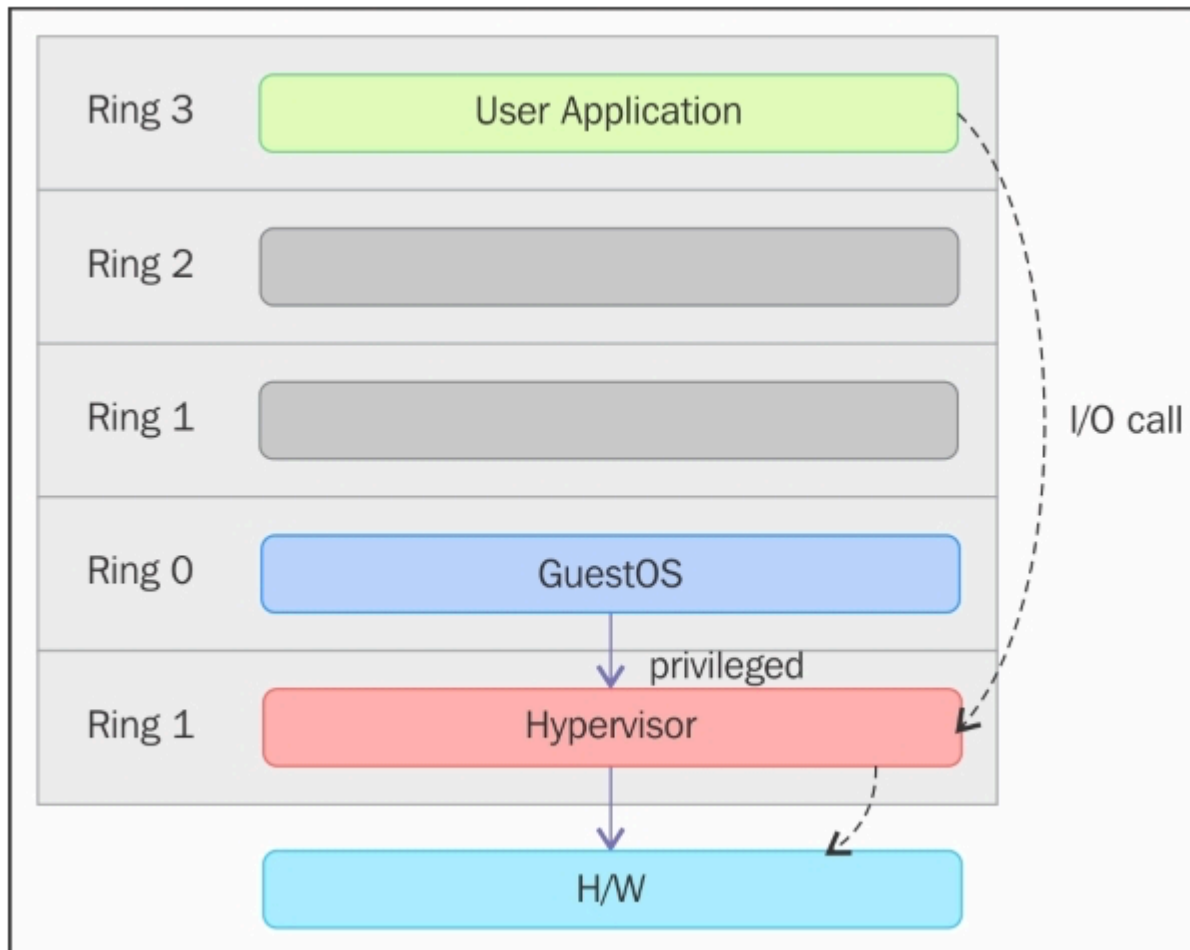 Ring 3
User Application
Ring 2
Ring 1
I/O call
Ring 0
GuestOS
privileged
Ring 1
Hypervisor
H/W